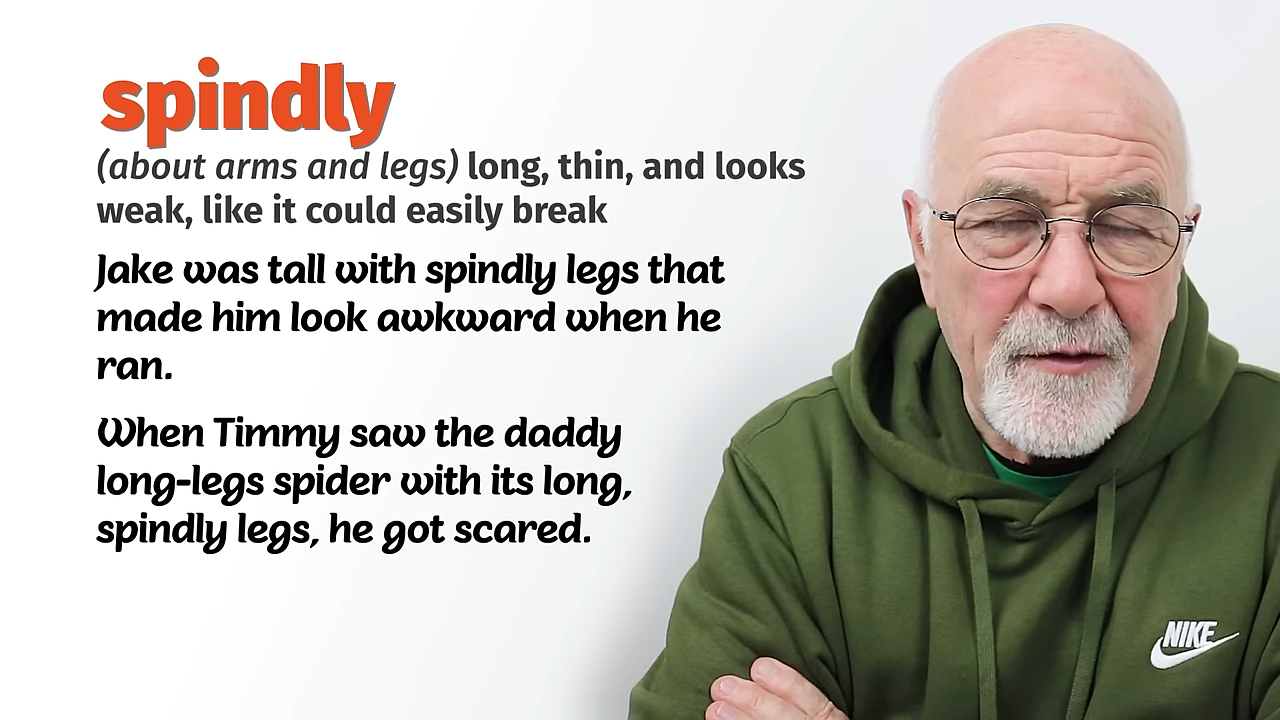 spindly
(about arms and legs) long, thin, and looks
weak, like it could easily break
Jake was tall with spindly legs that
made him look awkward when he
ran.
When Timmy saw the daddy
long-legs spider with its long,
spindly legs, he got scared.
NIKE